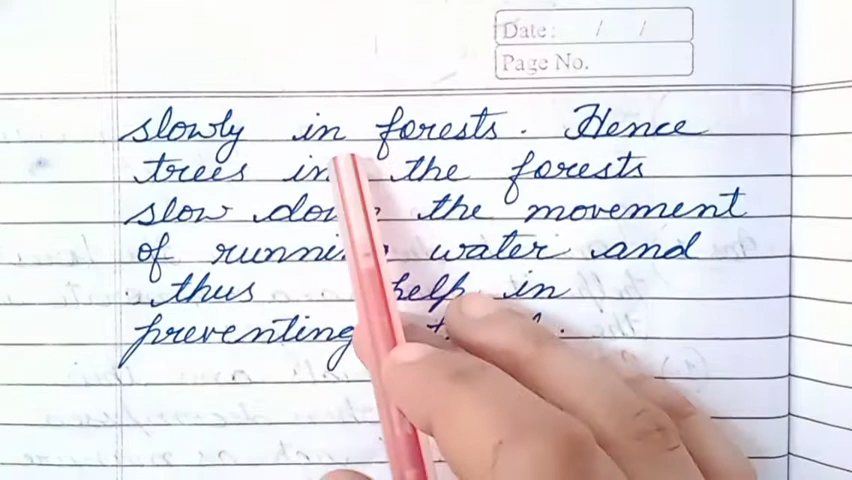 Date: / /
Page No.
slowly in forests. Hence
trees in the forests
slow the movement
of water and
thus help in
preventing